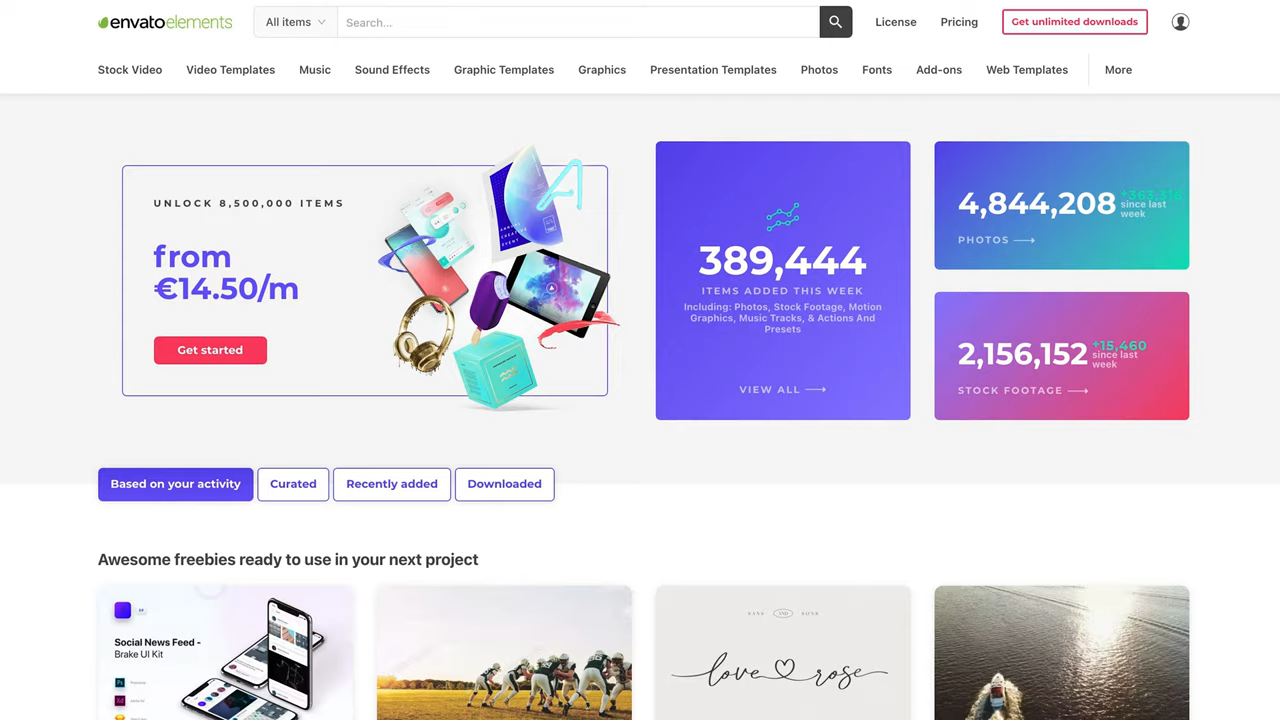 envatoelements
All items
Search...
License
Pricing
Get unlimited downloads
Stock Video
Video Templates
Music
Sound Effects
Graphic Templates
Graphics
Presentation Templates
Photos
Fonts
Add-ons
Web Templates
More
UNLOCK 8,500,000 ITEMS
from
€14.50/m
Get started
389,444
ITEMS ADDED THIS WEEK
Including: Photos, Stock Footage, Motion
Graphics, Music Tracks, & Actions And
Presets
VIEW ALL
4,844,208
+363,316
since last
week
PHOTOS
2,156,152
+15,460
since last
week
STOCK FOOTAGE
Based on your activity
Curated
Recently added
Downloaded
Awesome freebies ready to use in your next project
Social News Feed -
Brake UI Kit
SANS AND SONS
love rose